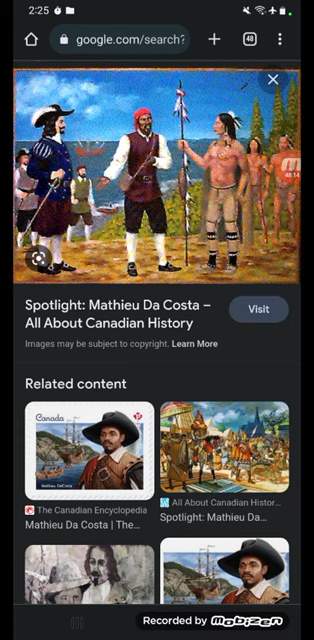 2:25
google.com/search?
48
48:14
Spotlight: Mathieu Da Costa –
All About Canadian History
Visit
Images may be subject to copyright. Learn More
Related content
Canada
P
Mathieu DaCosta
The Canadian Encyclopedia
Mathieu Da Costa | The...
All About Canadian Histor...
Spotlight: Mathieu Da...
Recorded by Mobizen